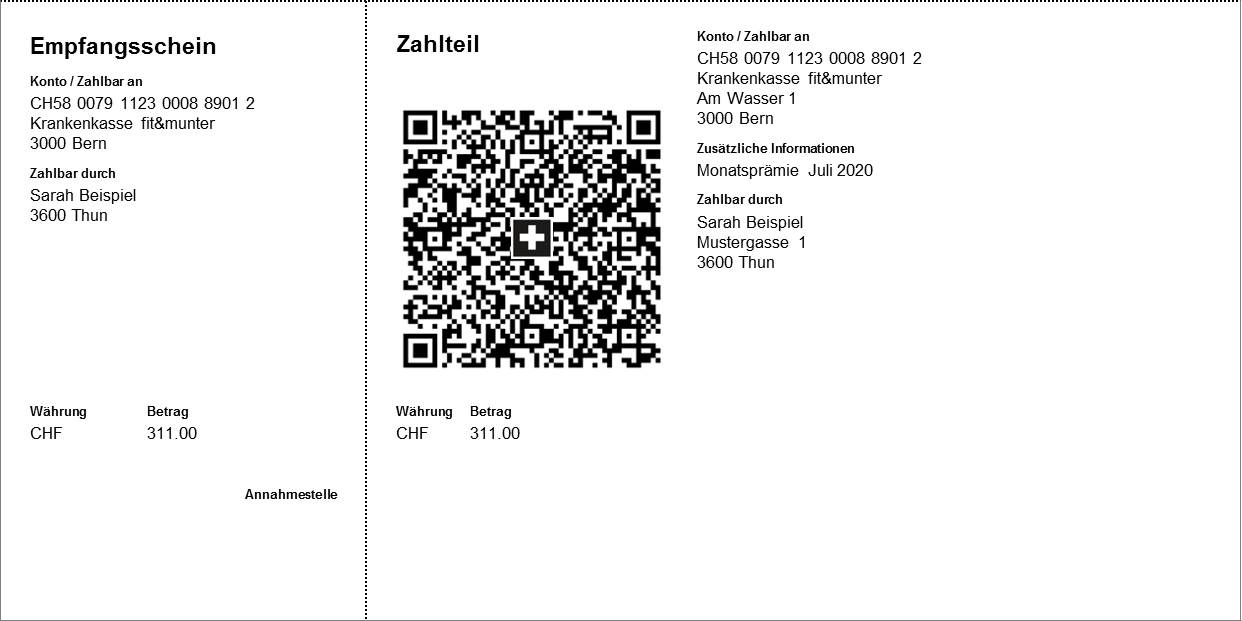 Empfangsschein
Konto / Zahlbar an
CH58 0079 1123 0008 8901 2
Krankenkasse fit&munter
3000 Bern
Zahlbar durch
Sarah Beispiel
3600 Thun
Währung Betrag
CHF 311.00
Annahmestelle
Zahlteil
Währung Betrag
CHF 311.00
Konto / Zahlbar an
CH58 0079 1123 0008 8901 2
Krankenkasse fit&munter
Am Wasser 1
3000 Bern
Zusätzliche Informationen
Monatsprämie Juli 2020
Zahlbar durch
Sarah Beispiel
Mustergasse 1
3600 Thun